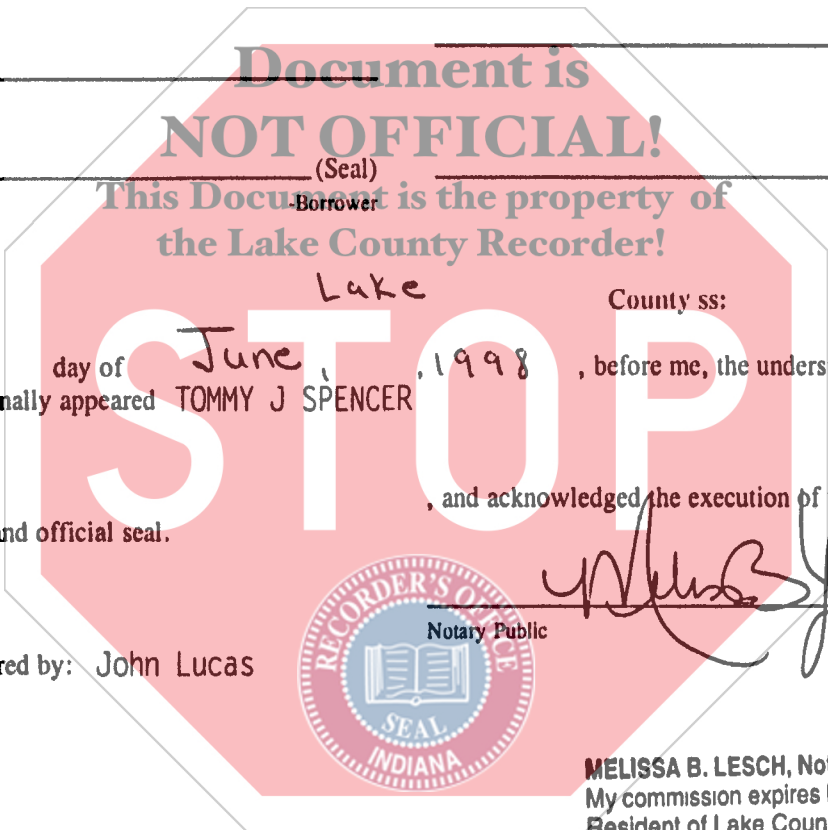 Document is
NOT OFFICIAL!
(Seal)
This Document is the property of
-Borrower
the Lake County Recorder!
Lake
County ss:
STOP
day of June, , 1998 , before me, the unders
nally appeared TOMMY J SPENCER
, and acknowledged the execution of
nd official seal.
RECORDER'S OFFICE
SEAL
INDIANA
Notary Public
red by: John Lucas
MELISSA B. LESCH, Not
My commission expires
Resident of Lake Coun